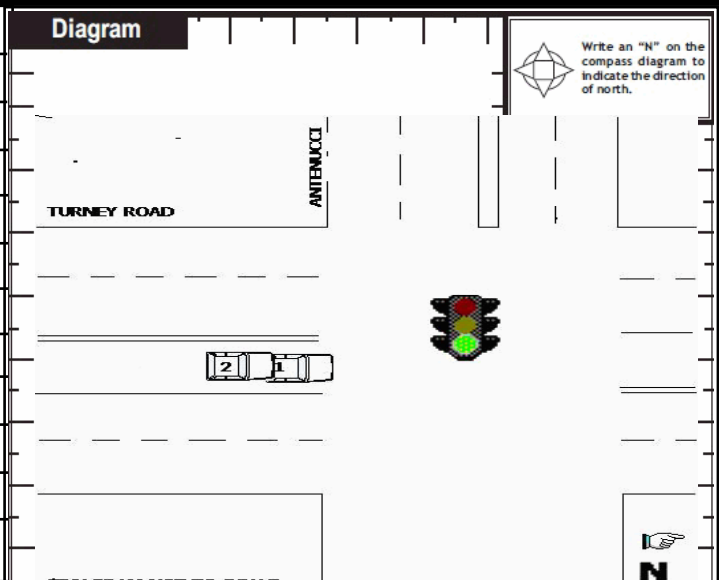 Diagram
Write an “N” on the
compass diagram to
indicate the direction
of north.
ANTENUCCI
TURNEY ROAD
2
1
N